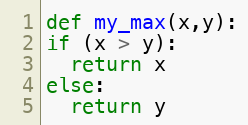 1 def my_max(x,y):
2 if (x > y):
3   return x
4 else:
5   return y